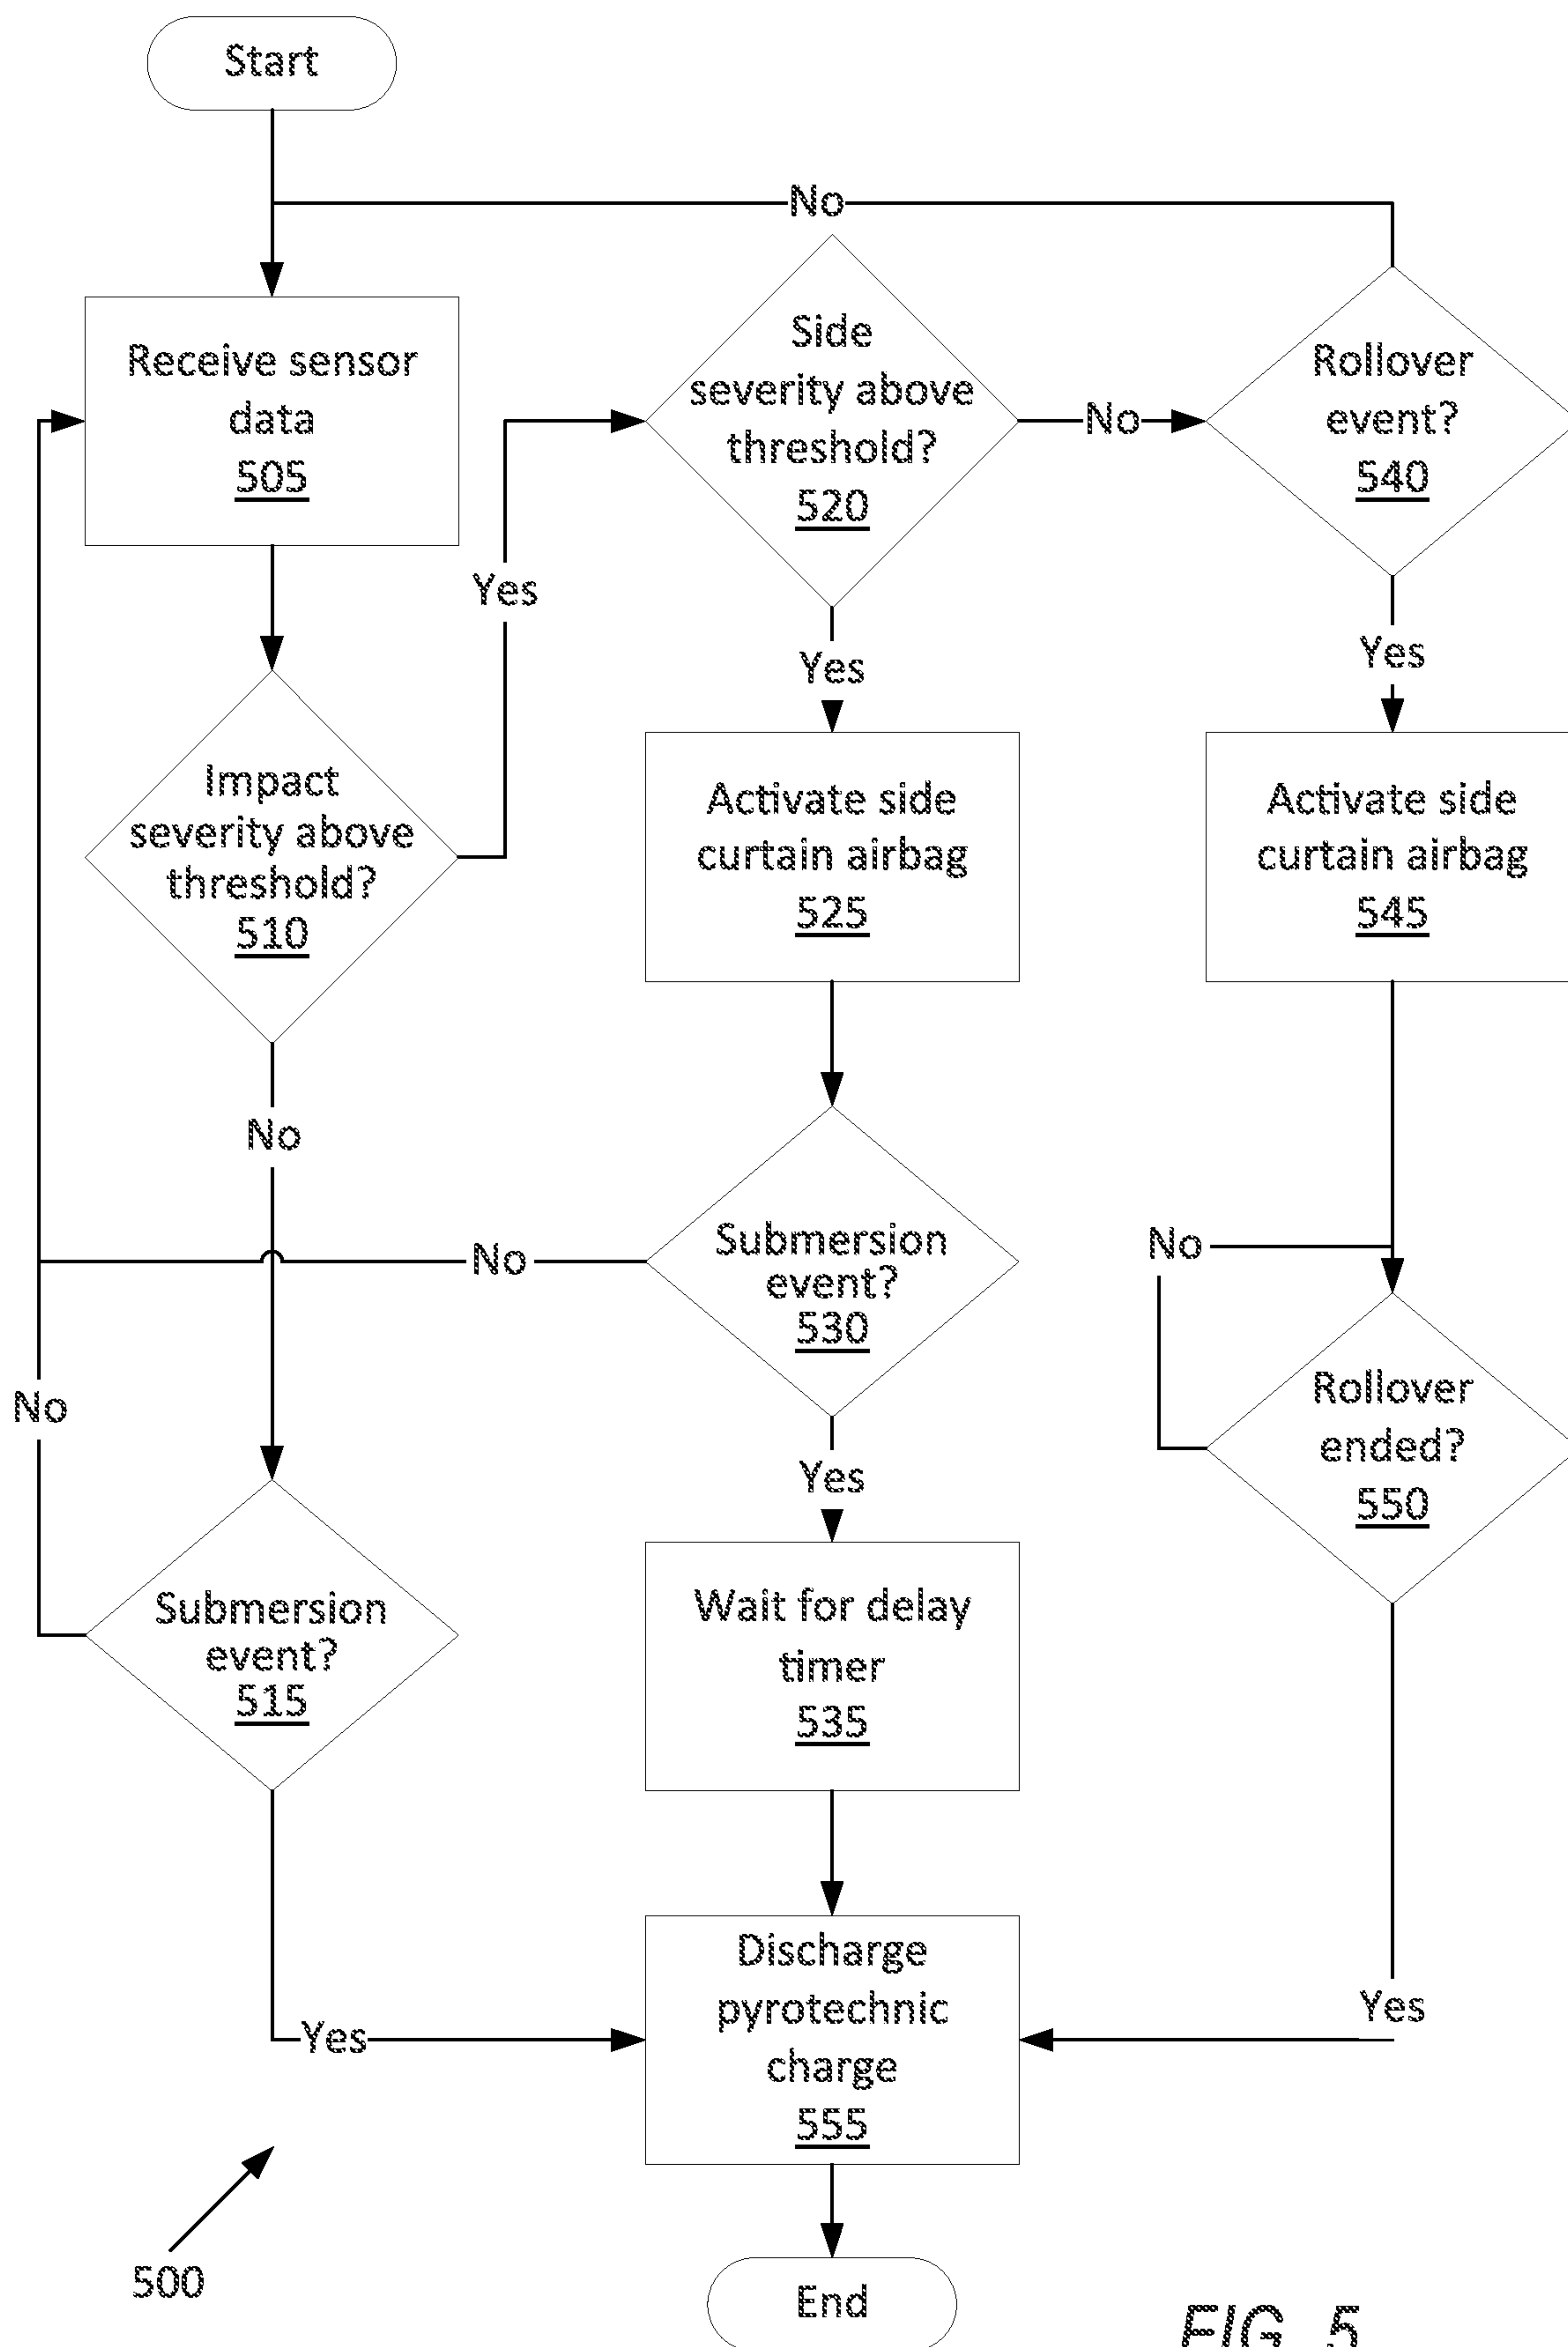 Start
No
Receive sensor
data
505
Yes
Side
severity above
threshold?
520
No
Rollover
event?
540
Yes
Yes
Impact
severity above
threshold?
510
Activate side
curtain airbag
525
Activate side
curtain airbag
545
No
No
Submersion
event?
530
No
No
Rollover
ended?
550
Yes
Submersion
event?
515
Wait for delay
timer
535
Yes
Discharge
pyrotechnic
charge
555
Yes
500
End
FIG. 5